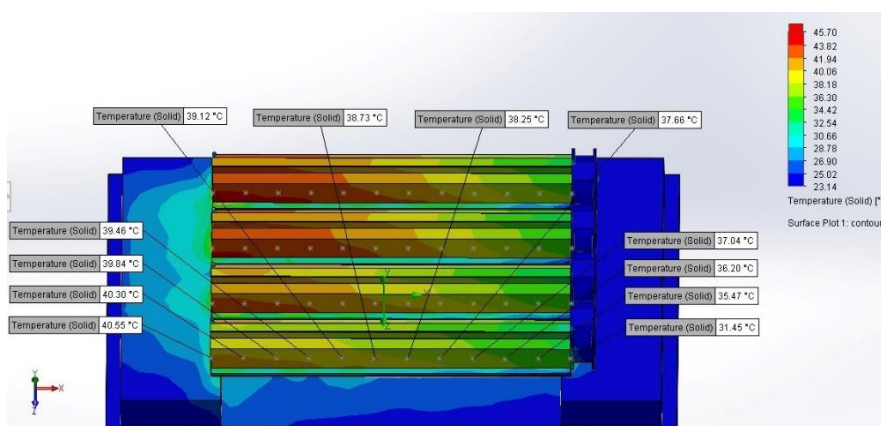 45.70
43.82
41.94
40.06
38.18
36.30
34.42
32.54
30.66
28.78
26.90
25.02
23.14
Temperature (Solid) [°
Surface Plot 1: contour
Temperature (Solid) 39.12 °C
Temperature (Solid) 38.73 °C
Temperature (Solid) 38.25 °C
Temperature (Solid) 37.66 °C
Temperature (Solid) 39.46 °C
Temperature (Solid) 39.84 °C
Temperature (Solid) 40.30 °C
Temperature (Solid) 40.55 °C
Temperature (Solid) 37.04 °C
Temperature (Solid) 36.20 °C
Temperature (Solid) 35.47 °C
Temperature (Solid) 31.45 °C
Y
X
Z
Y
X
Z